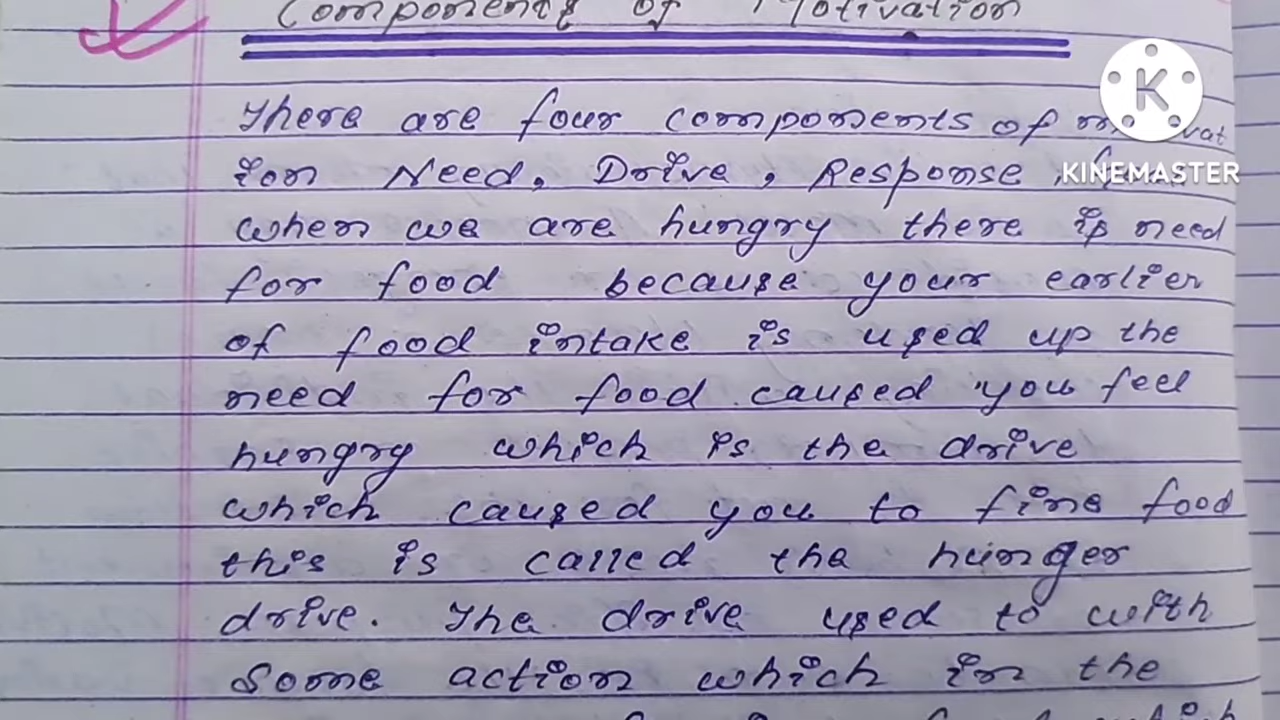 Components of Motivation
There are four components of vat
ion Need, Drive, Response,
when we are hungry there is need
for food because your earlier
of food intake is used up the
need for food caused you feel
hungry which is the drive
which caused you to fine food
this is called the hunger
drive. The drive used to with
some action which in the
K
KINEMASTER